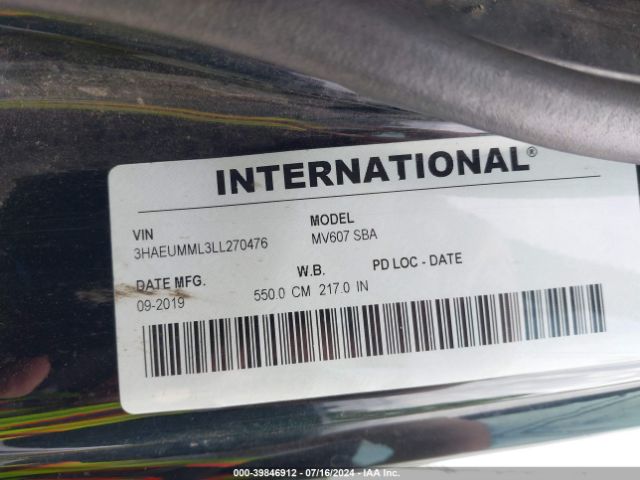 INTERNATIONAL®
VIN
3HAEUMML3LL270476
MODEL
MV607 SBA
DATE MFG.
09-2019
W.B.
550.0 CM 217.0 IN
PD LOC - DATE
000-39846912 - 07/16/2024 - IAA Inc.